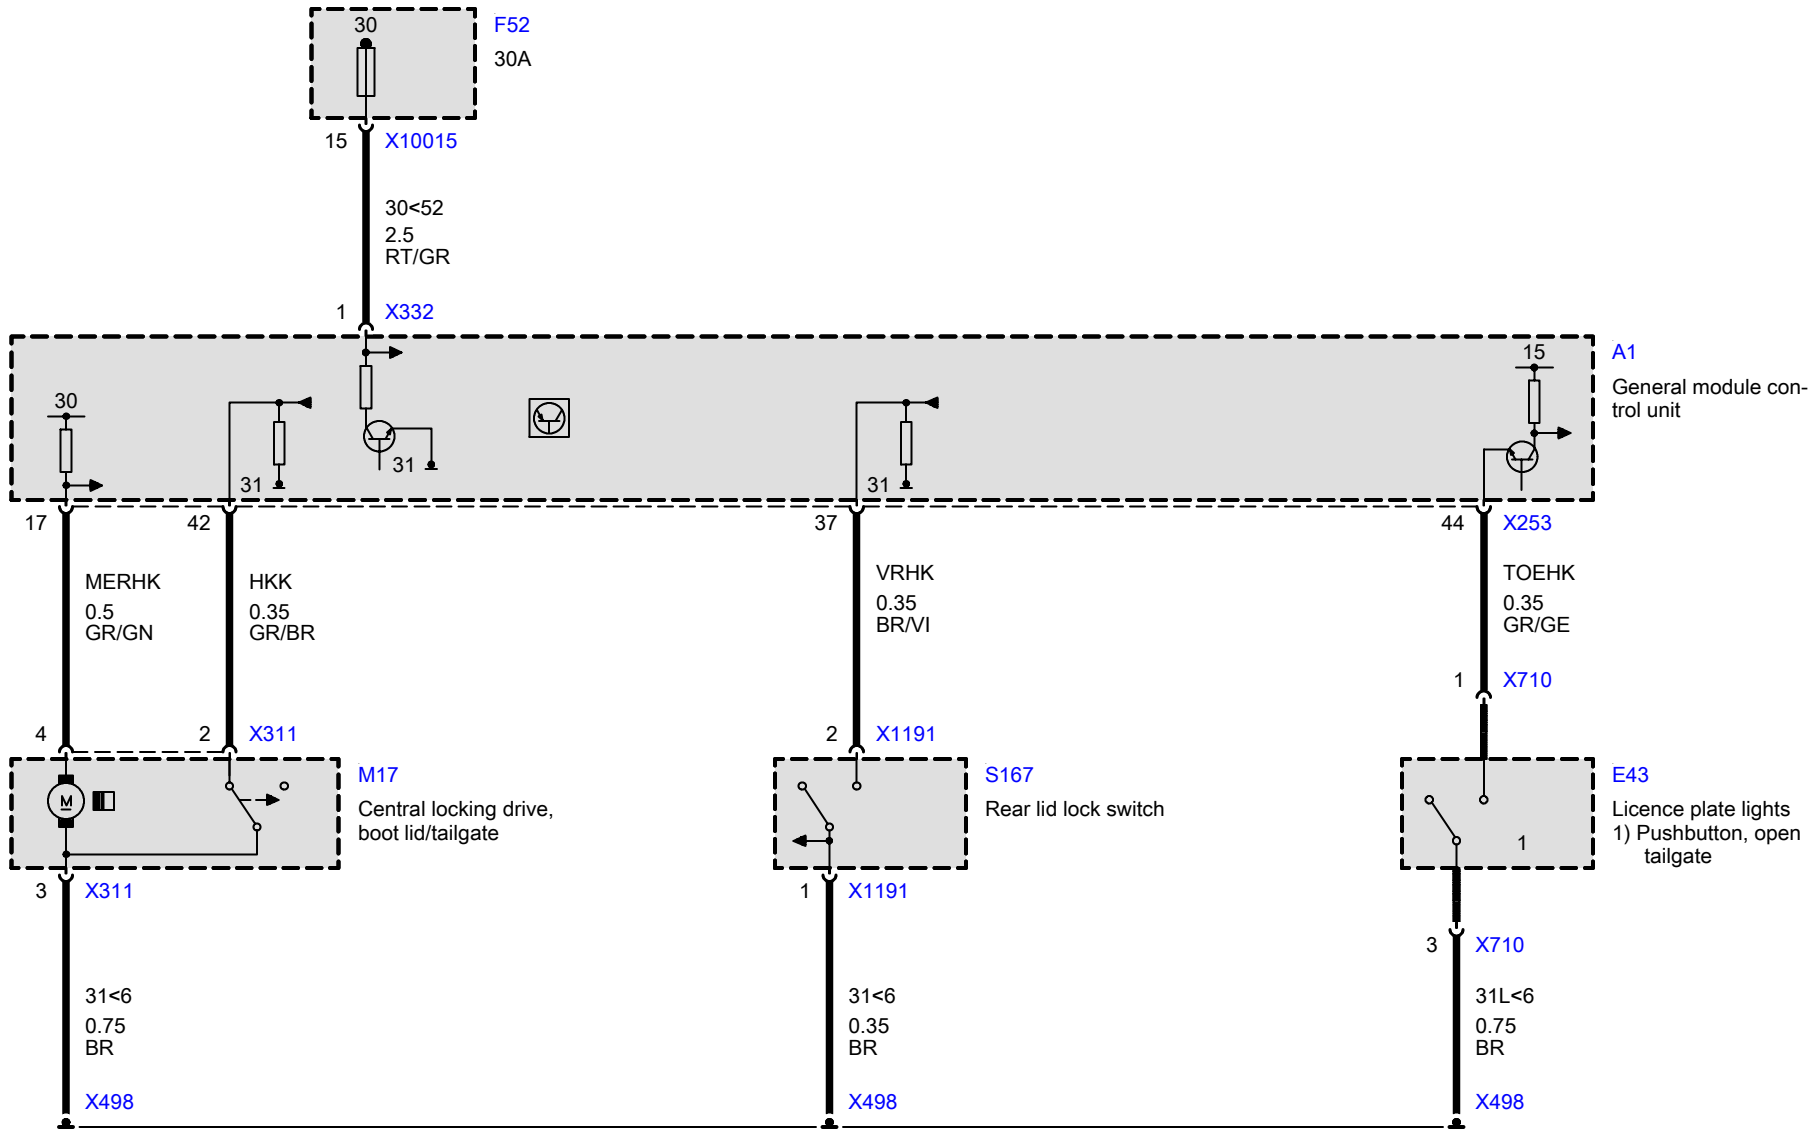 30
F52
30A
15
X10015
30<52
2.5
RT/GR
1
X332
15
A1
General module con-
trol unit
30
31
31
31
17
42
37
44
X253
MERHK
0.5
GR/GN
HKK
0.35
GR/BR
VRHK
0.35
BR/VI
TOEHK
0.35
GR/GE
1
X710
4
2
X311
2
X1191
M
M17
Central locking drive,
boot lid/tailgate
S167
Rear lid lock switch
1
E43
Licence plate lights
1) Pushbutton, open
tailgate
3
X311
1
X1191
3
X710
31<6
0.75
BR
31<6
0.35
BR
31L<6
0.75
BR
X498
X498
X498